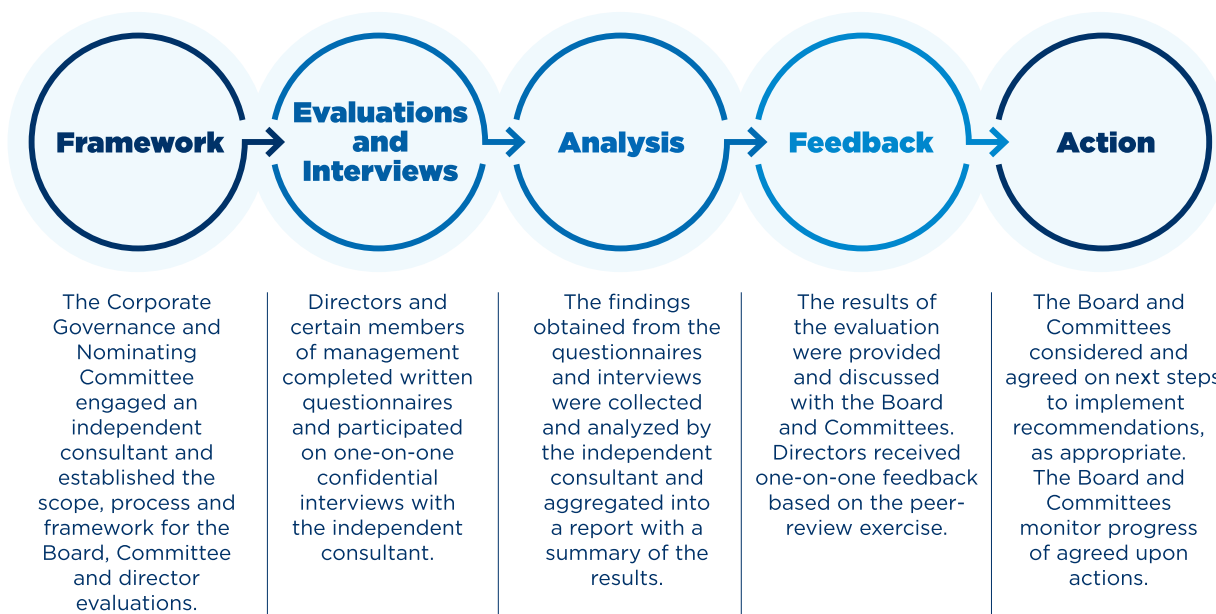 Framework
Evaluations
and
Interviews
Analysis
Feedback
Action
The Corporate
Governance and
Nominating
Committee
engaged an
independent
consultant and
established the
scope, process and
framework for the
Board, Committee
and director
evaluations.
Directors and
certain members
of management
completed written
questionnaires
and participated
on one-on-one
confidential
interviews with
the independent
consultant.
The findings
obtained from the
questionnaires
and interviews
were collected
and analyzed by
the independent
consultant and
aggregated into
a report with a
summary of the
results.
The results of
the evaluation
were provided
and discussed
with the Board
and Committees.
Directors received
one-on-one feedback
based on the peer-
review exercise.
The Board and
Committees
considered and
agreed on next steps
to implement
recommendations,
as appropriate.
The Board and
Committees
monitor progress
of agreed upon
actions.